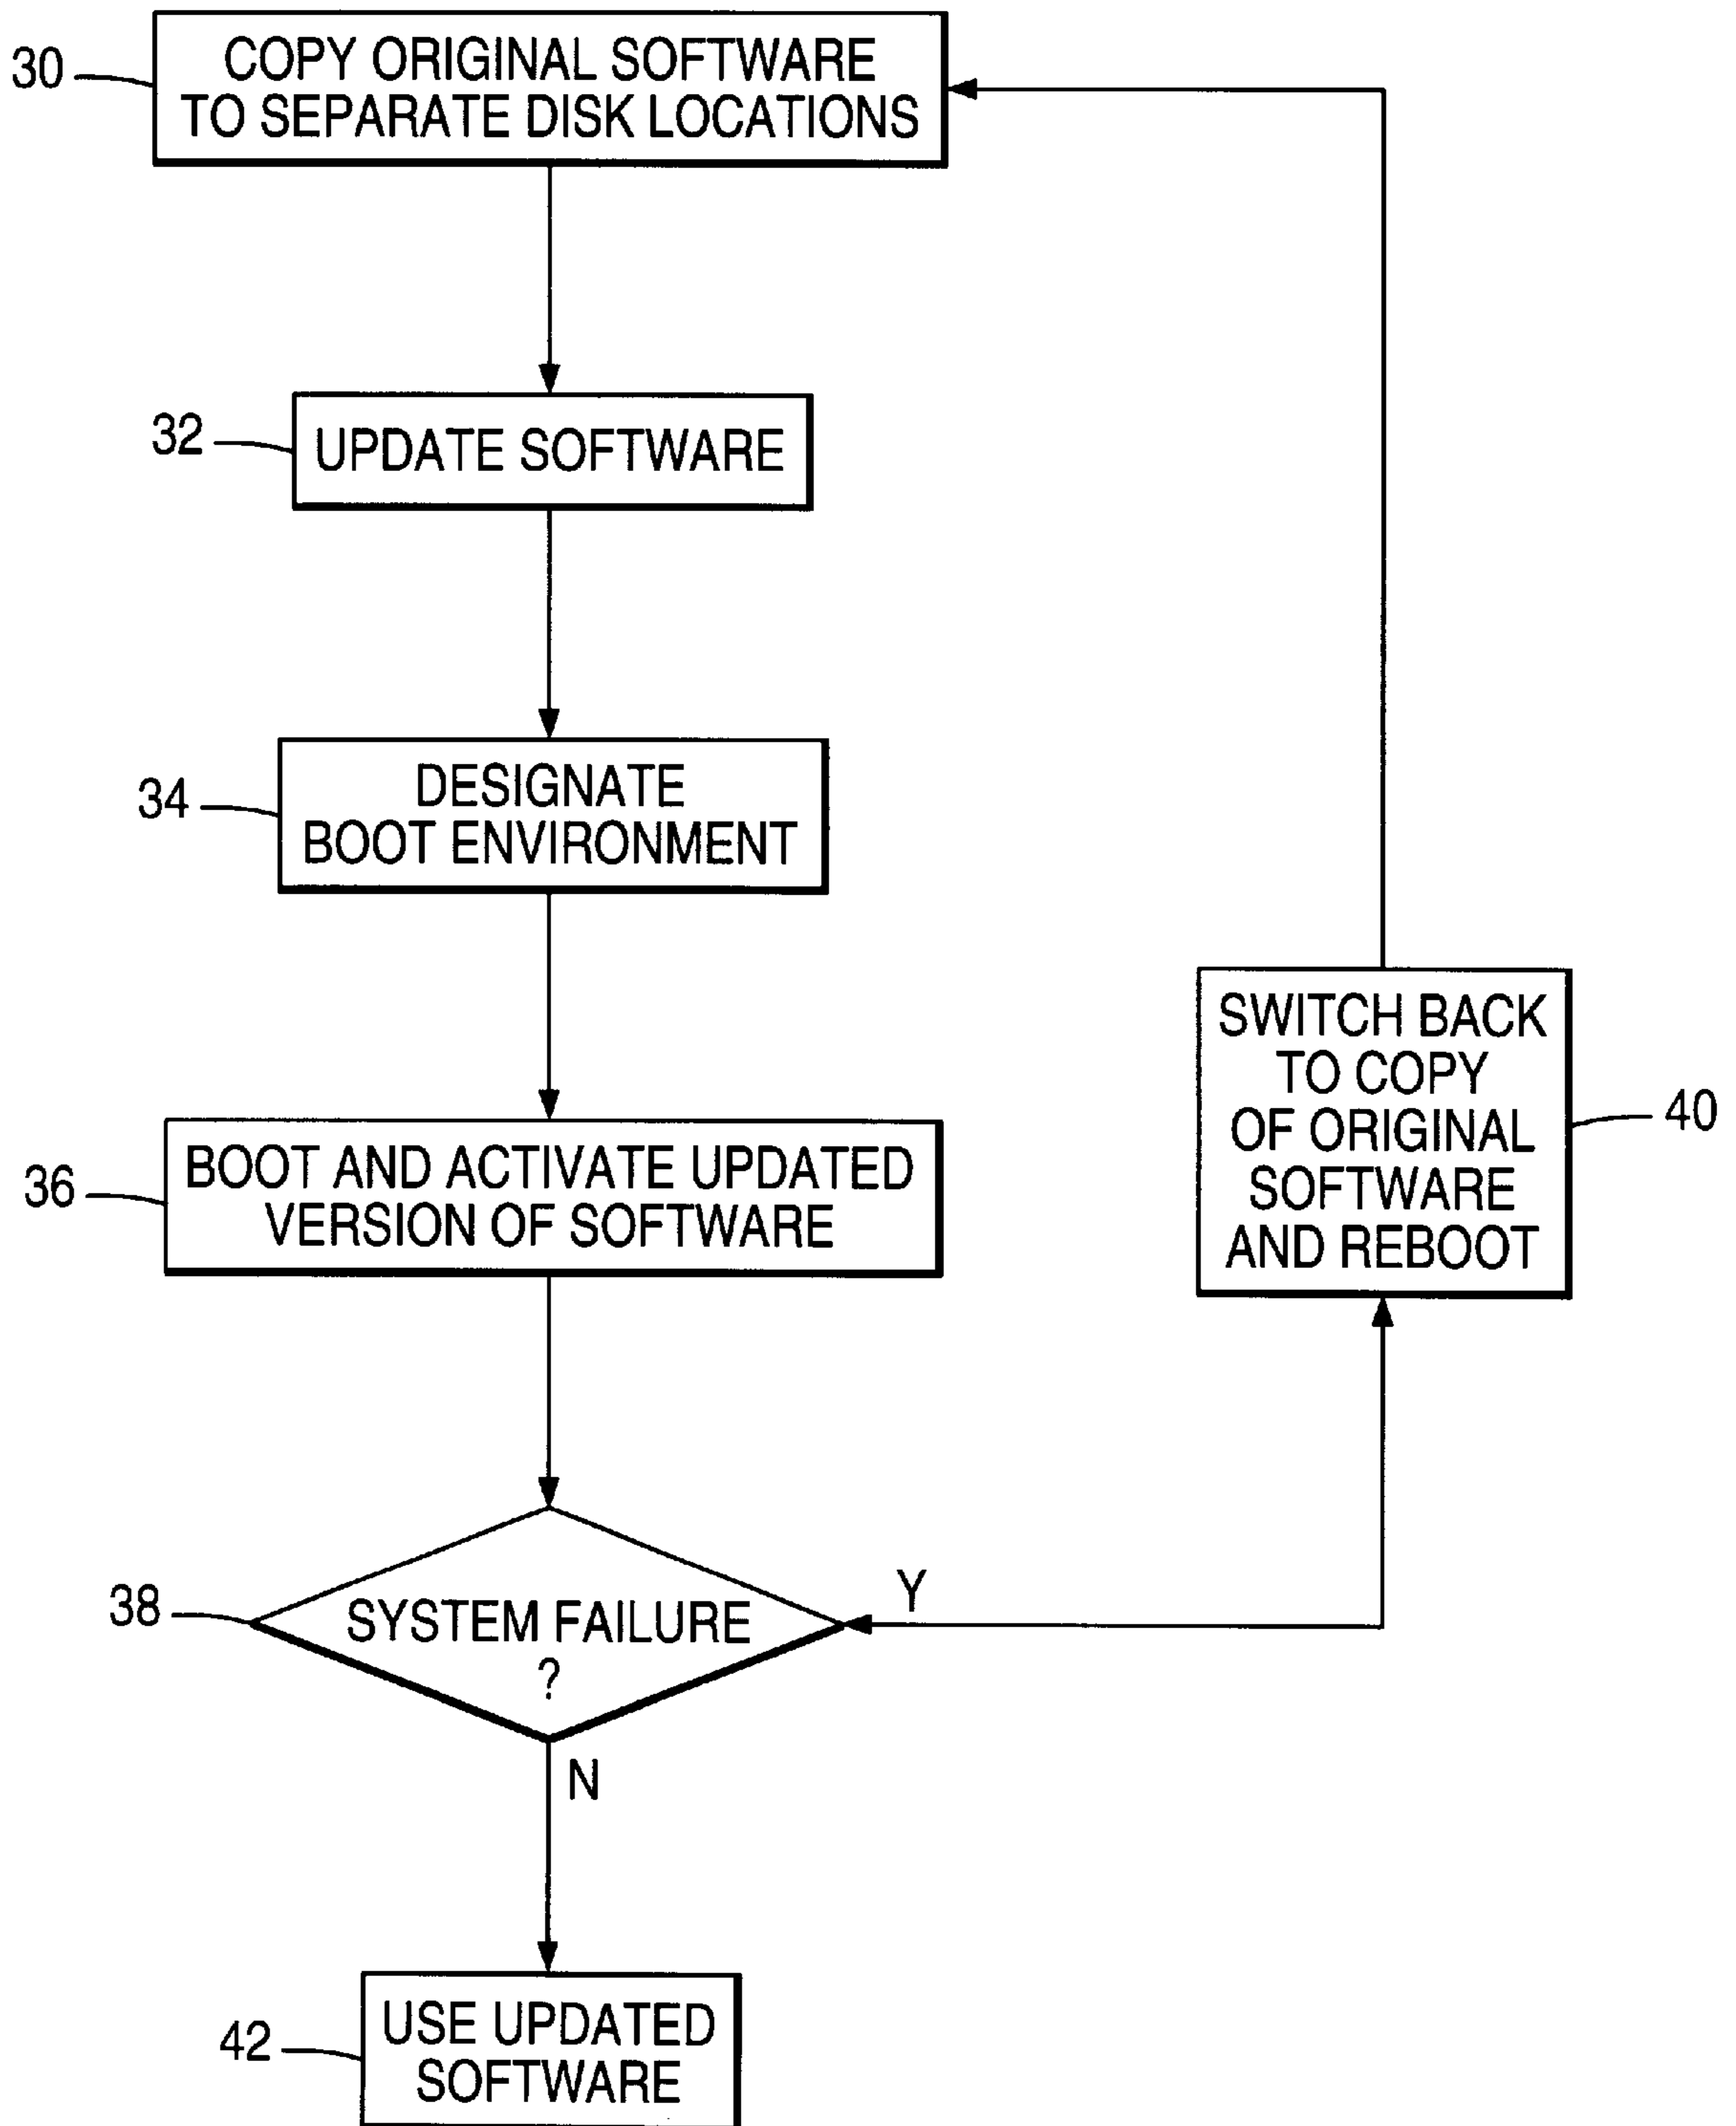 30
COPY ORIGINAL SOFTWARE
TO SEPARATE DISK LOCATIONS
32
UPDATE SOFTWARE
34
DESIGNATE
BOOT ENVIRONMENT
36
BOOT AND ACTIVATE UPDATED
VERSION OF SOFTWARE
SWITCH BACK
TO COPY
OF ORIGINAL
SOFTWARE
AND REBOOT
40
38
SYSTEM FAILURE
?
Y
N
42
USE UPDATED
SOFTWARE